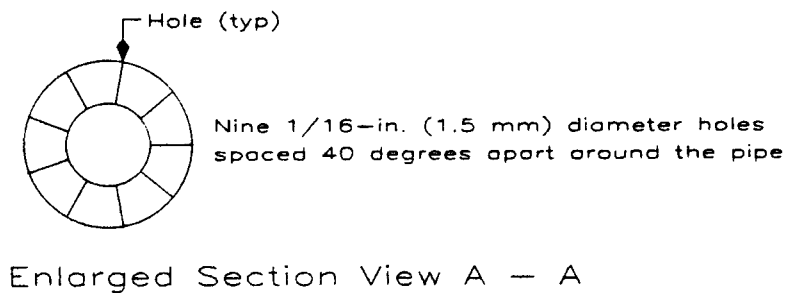 Hole (typ)
Nine 1/16-in. (1.5 mm) diameter holes
spaced 40 degrees apart around the pipe
Enlarged Section View A - A